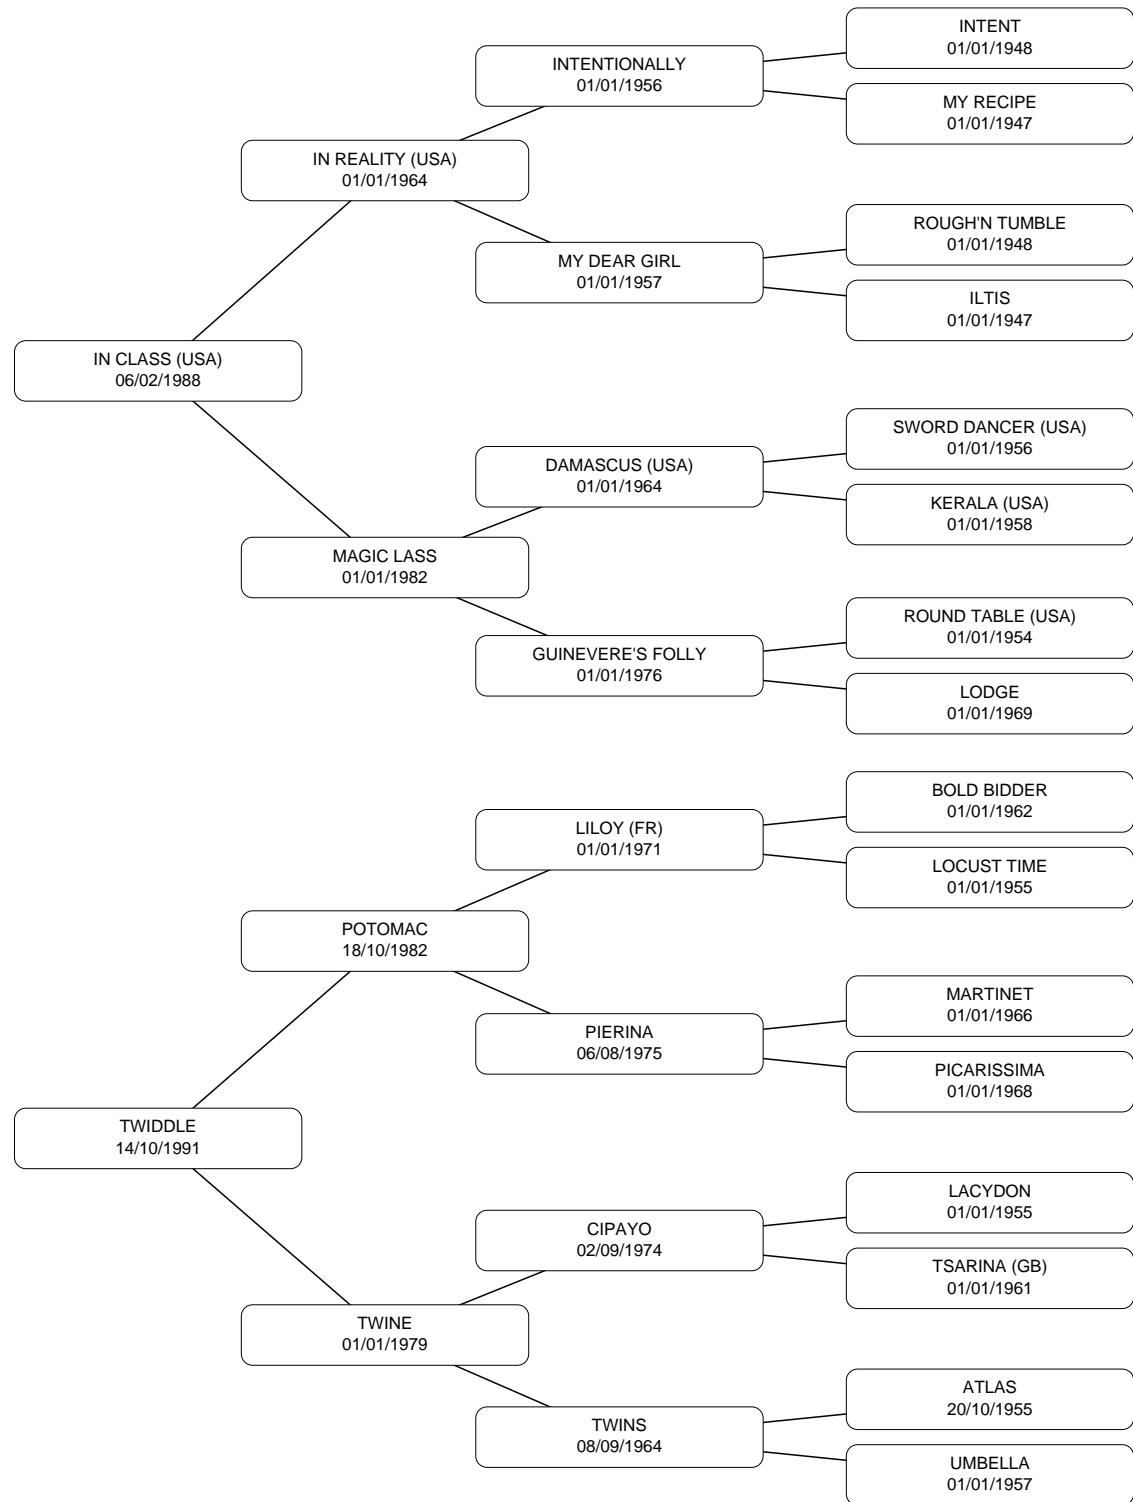 INTENT
01/01/1948
INTENTIONALLY
01/01/1956
MY RECIPE
01/01/1947
IN REALITY (USA)
01/01/1964
ROUGH'N TUMBLE
01/01/1948
MY DEAR GIRL
01/01/1957
ILTIS
01/01/1947
IN CLASS (USA)
06/02/1988
SWORD DANCER (USA)
01/01/1956
DAMASCUS (USA)
01/01/1964
KERALA (USA)
01/01/1958
MAGIC LASS
01/01/1982
ROUND TABLE (USA)
01/01/1954
GUINEVERE'S FOLLY
01/01/1976
LODGE
01/01/1969
BOLD BIDDER
01/01/1962
LILOY (FR)
01/01/1971
LOCUST TIME
01/01/1955
POTOMAC
18/10/1982
MARTINET
01/01/1966
PIERINA
06/08/1975
PICARISSIMA
01/01/1968
TWIDDLE
14/10/1991
LACYDON
01/01/1955
CIPAYO
02/09/1974
TSARINA (GB)
01/01/1961
TWINE
01/01/1979
ATLAS
20/10/1955
TWINS
08/09/1964
UMBELLA
01/01/1957